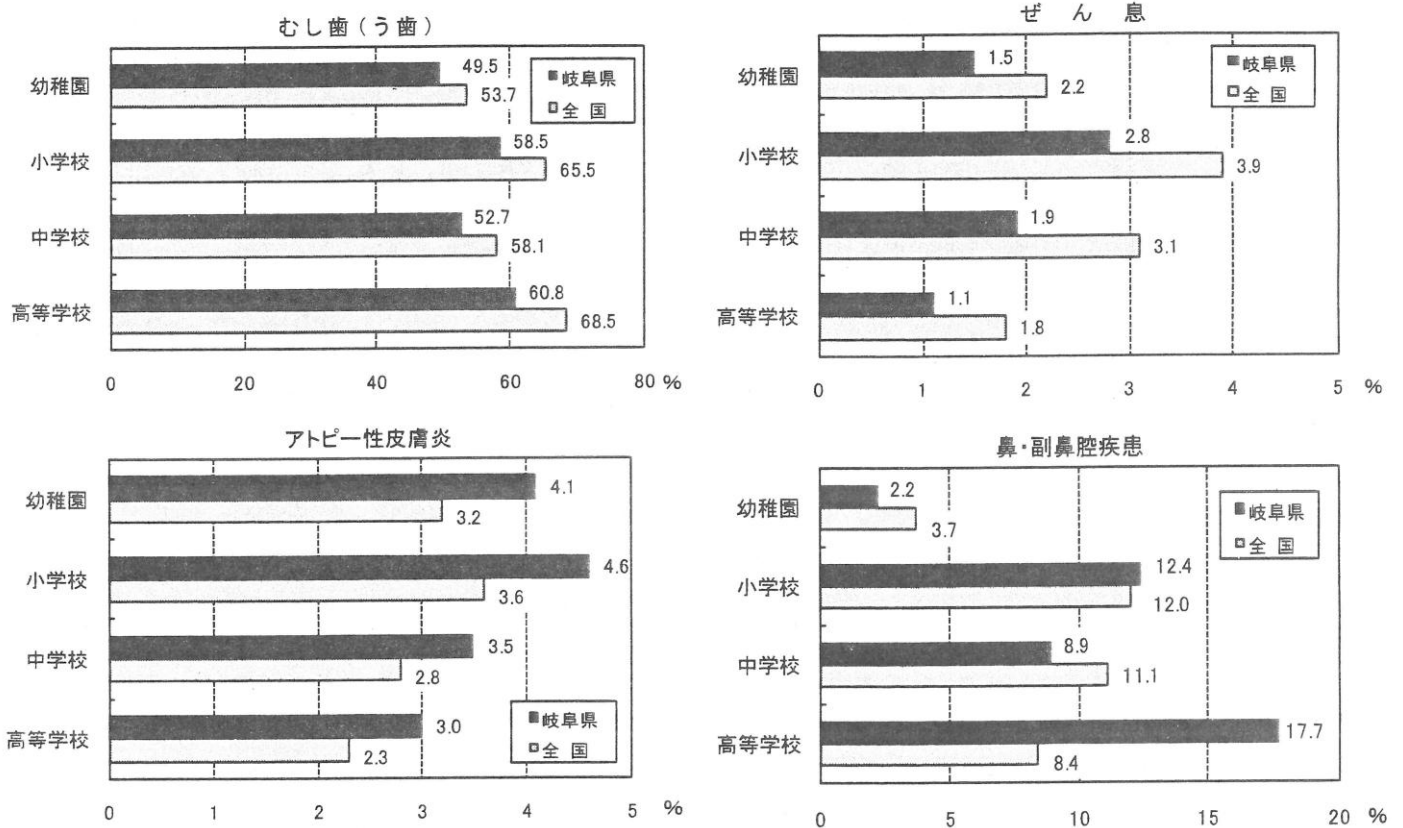 むし歯(う歯)
幼稚園
49.5
53.7
小学校
58.5
65.5
中学校
52.7
58.1
高等学校
60.8
68.5
岐阜県
全国
0 20 40 60 80 %
ぜん息
幼稚園
1.5
2.2
小学校
2.8
3.9
中学校
1.9
3.1
高等学校
1.1
1.8
岐阜県
全国
0 1 2 3 4 5 %
アトピー性皮膚炎
幼稚園
4.1
3.2
小学校
4.6
3.6
中学校
3.5
2.8
高等学校
3.0
2.3
岐阜県
全国
0 1 2 3 4 5 %
鼻・副鼻腔疾患
幼稚園
2.2
3.7
小学校
12.4
12.0
中学校
8.9
11.1
高等学校
17.7
8.4
岐阜県
全国
0 5 10 15 20 %